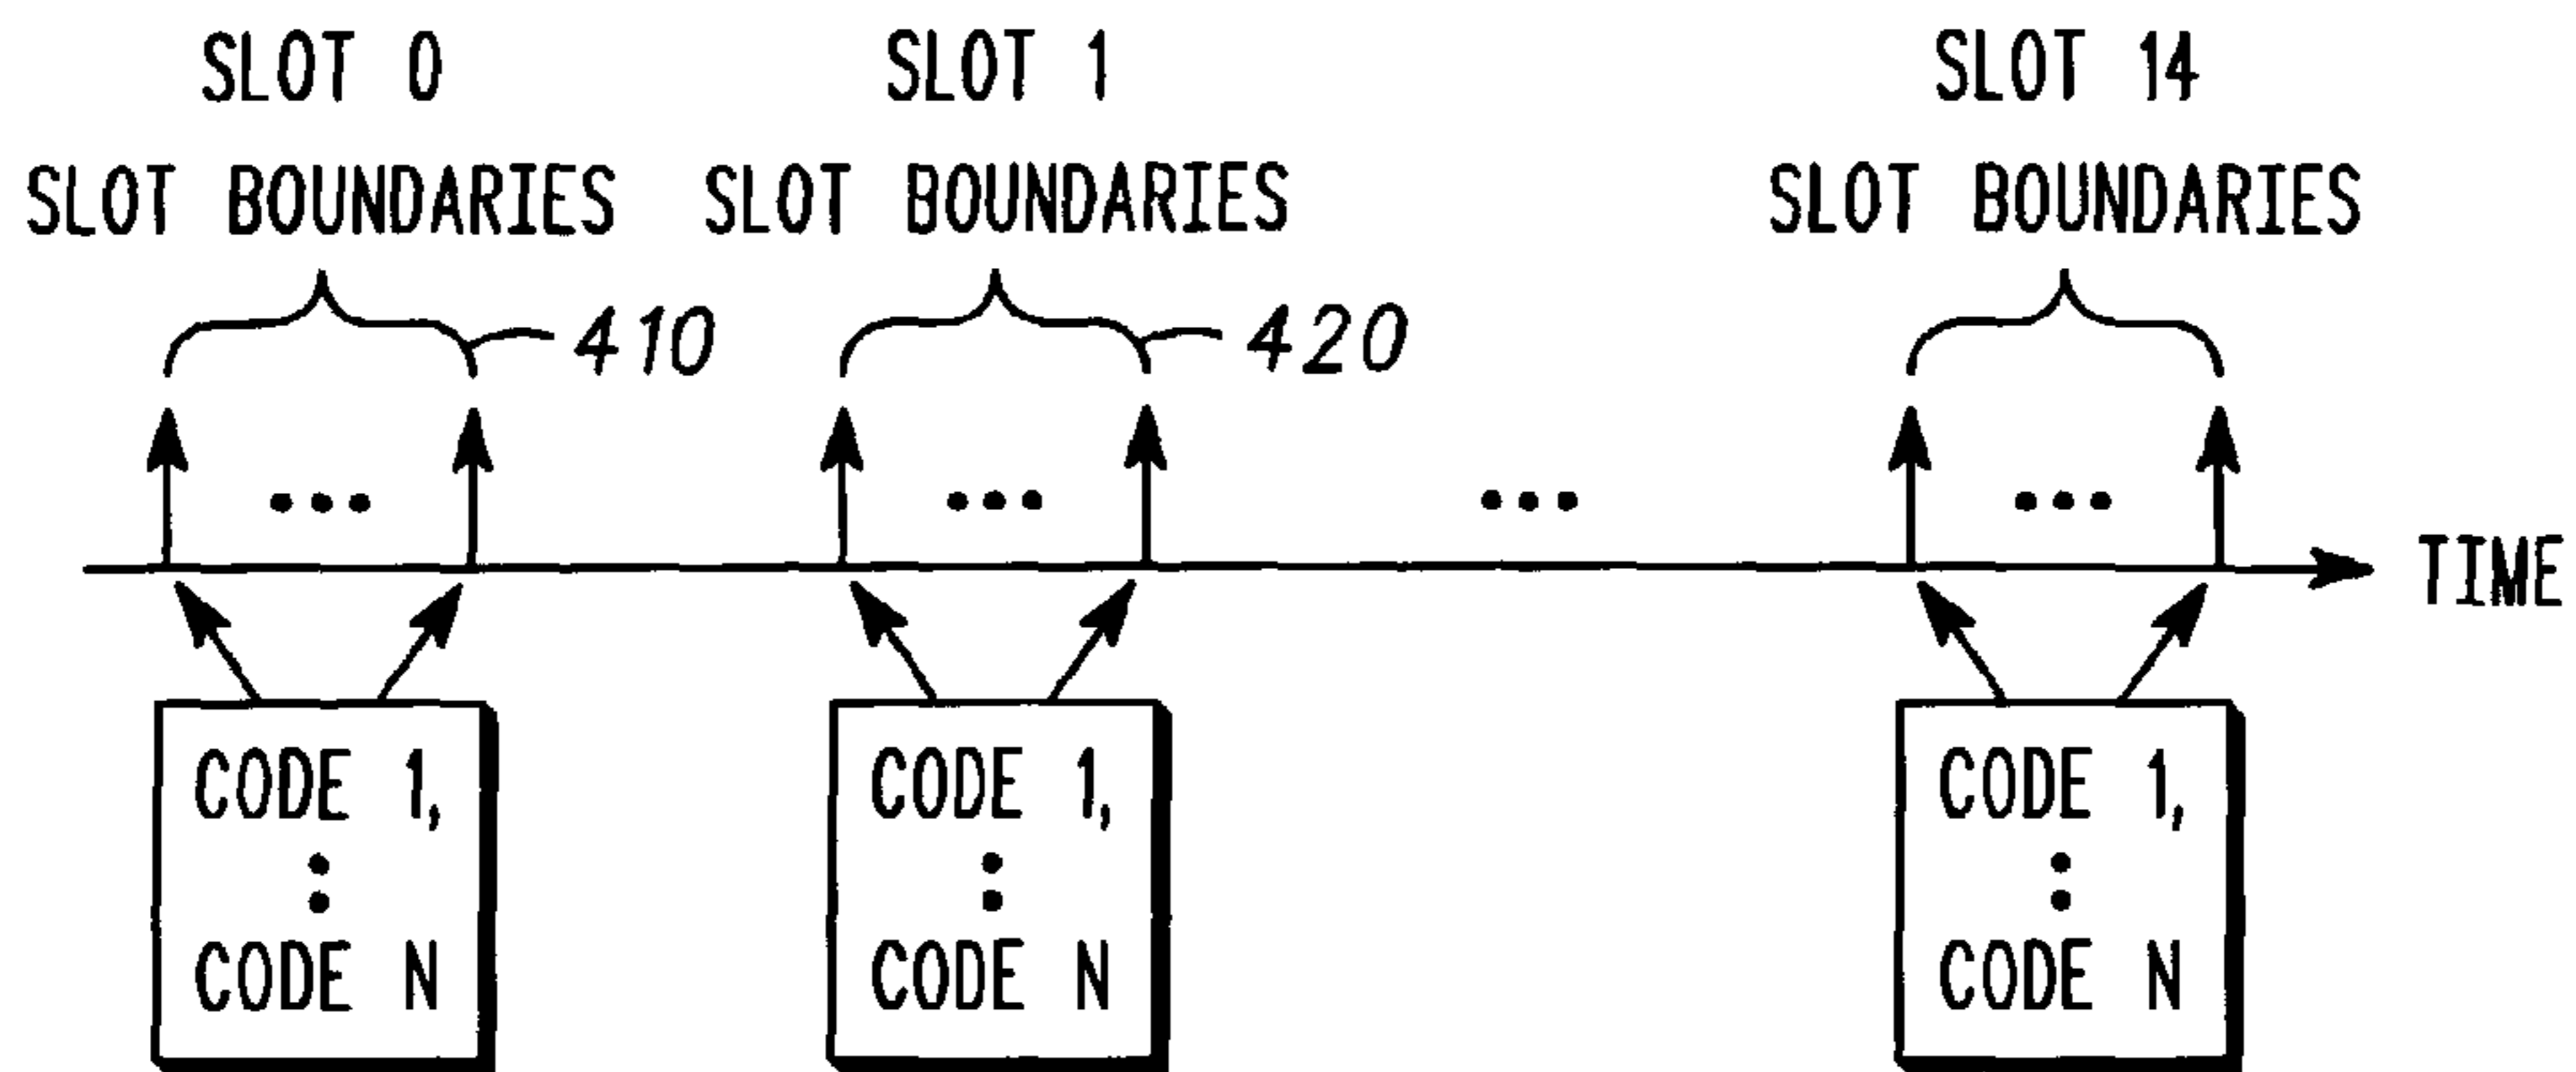 SLOT 0
SLOT 1
SLOT 14
SLOT BOUNDARIES
SLOT BOUNDARIES
SLOT BOUNDARIES
410
420
TIME
CODE 1,
CODE N
CODE 1,
CODE N
CODE 1,
CODE N